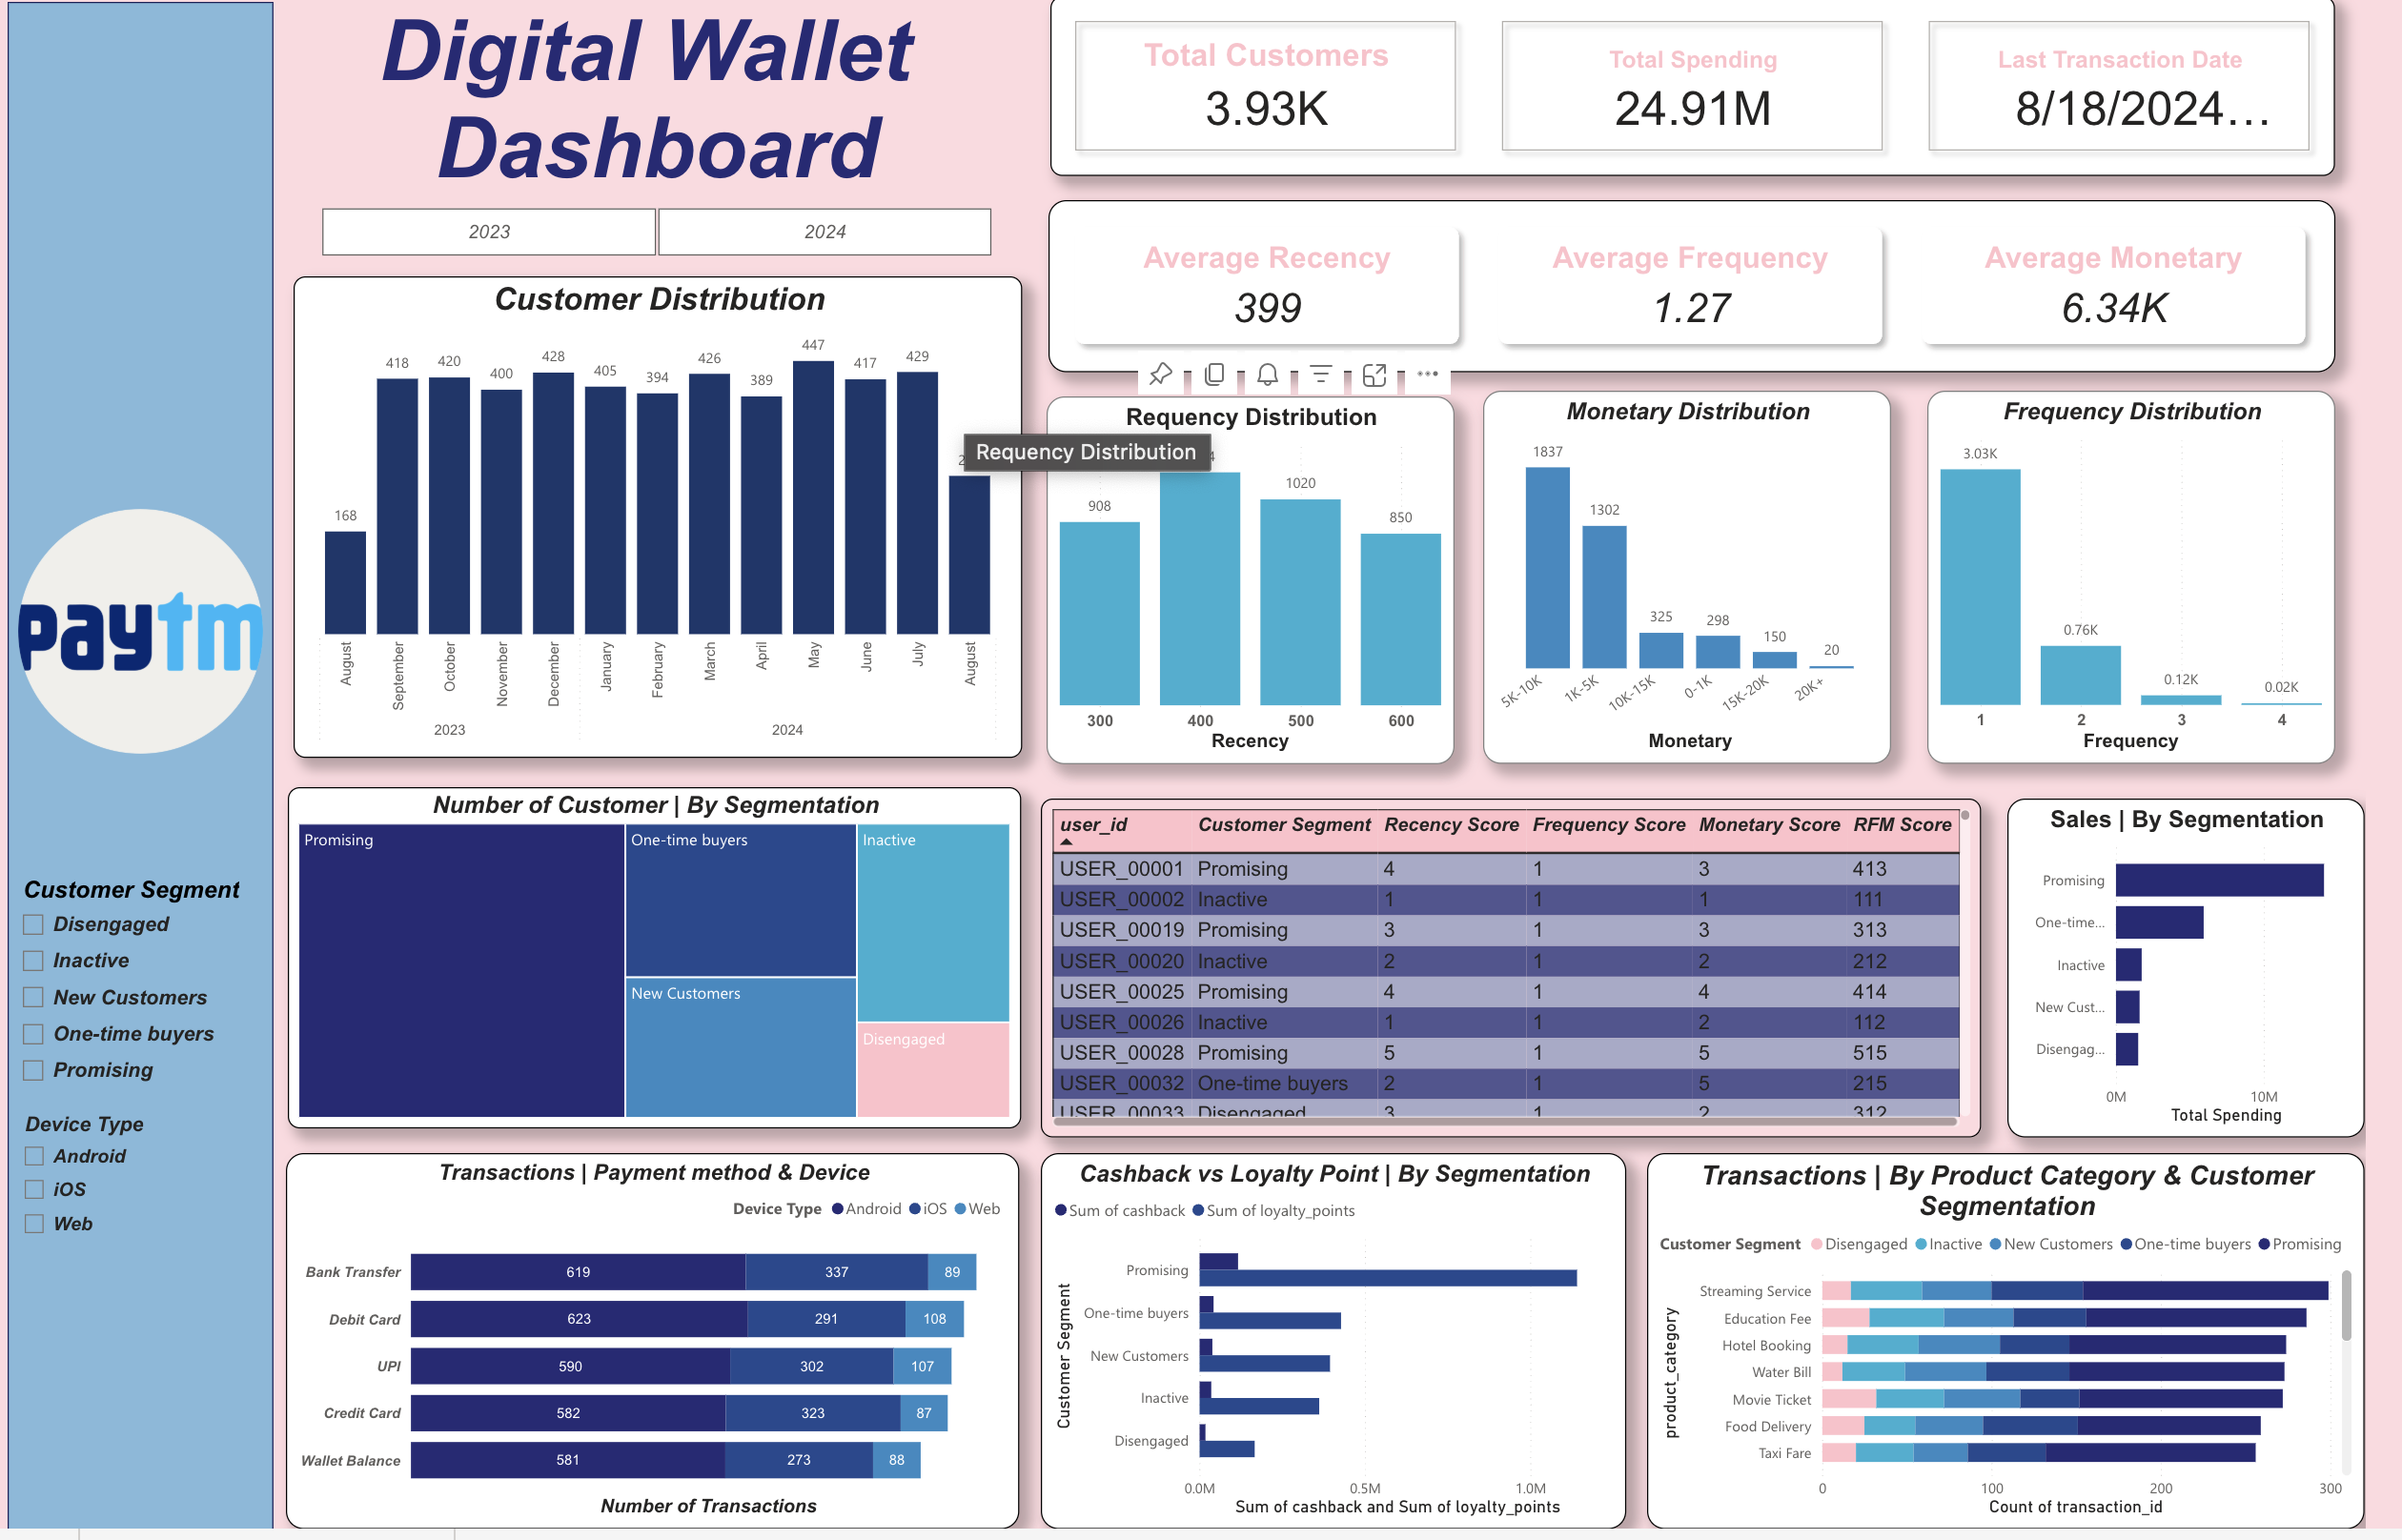 Digital Wallet
Dashboard
2023
2024
Total Customers
3.93K
Total Spending
24.91M
Last Transaction Date
8/18/2024…
Average Recency
399
Average Frequency
1.27
Average Monetary
6.34K
paytm
Customer Segment
Disengaged
Inactive
New Customers
One-time buyers
Promising
Device Type
Android
iOS
Web
Customer Distribution
168
418
420
400
428
405
394
426
389
447
417
429
August
September
October
November
December
January
February
March
April
May
June
July
August
2023
2024
Requency Distribution
Requency Distribution
908
1020
850
300
400
500
600
Recency
Monetary Distribution
1837
1302
325
298
150
20
5K-10K
1K-5K
10K-15K
0-1K
15K-20K
20K+
Monetary
Frequency Distribution
3.03K
0.76K
0.12K
0.02K
1
2
3
4
Frequency
Number of Customer | By Segmentation
Promising
One-time buyers
Inactive
New Customers
Disengaged
user_id Customer Segment Recency Score Frequency Score Monetary Score RFM Score
USER_00001 Promising 4 1 3 413
USER_00002 Inactive 1 1 1 111
USER_00019 Promising 3 1 3 313
USER_00020 Inactive 2 1 2 212
USER_00025 Promising 4 1 4 414
USER_00026 Inactive 1 1 2 112
USER_00028 Promising 5 1 5 515
USER_00032 One-time buyers 2 1 5 215
USER_00033 Disengaged 3 1 2 312
Sales | By Segmentation
Promising
One-time...
Inactive
New Cust...
Disengag...
0M
10M
Total Spending
Transactions | Payment method & Device
Device Type Android iOS Web
Bank Transfer 619 337 89
Debit Card 623 291 108
UPI 590 302 107
Credit Card 582 323 87
Wallet Balance 581 273 88
Number of Transactions
Cashback vs Loyalty Point | By Segmentation
Sum of cashback Sum of loyalty_points
Customer Segment
Promising
One-time buyers
New Customers
Inactive
Disengaged
0.0M
0.5M
1.0M
Sum of cashback and Sum of loyalty_points
Transactions | By Product Category & Customer
Segmentation
Customer Segment Disengaged Inactive New Customers One-time buyers Promising
product_category
Streaming Service
Education Fee
Hotel Booking
Water Bill
Movie Ticket
Food Delivery
Taxi Fare
0
100
200
300
Count of transaction_id